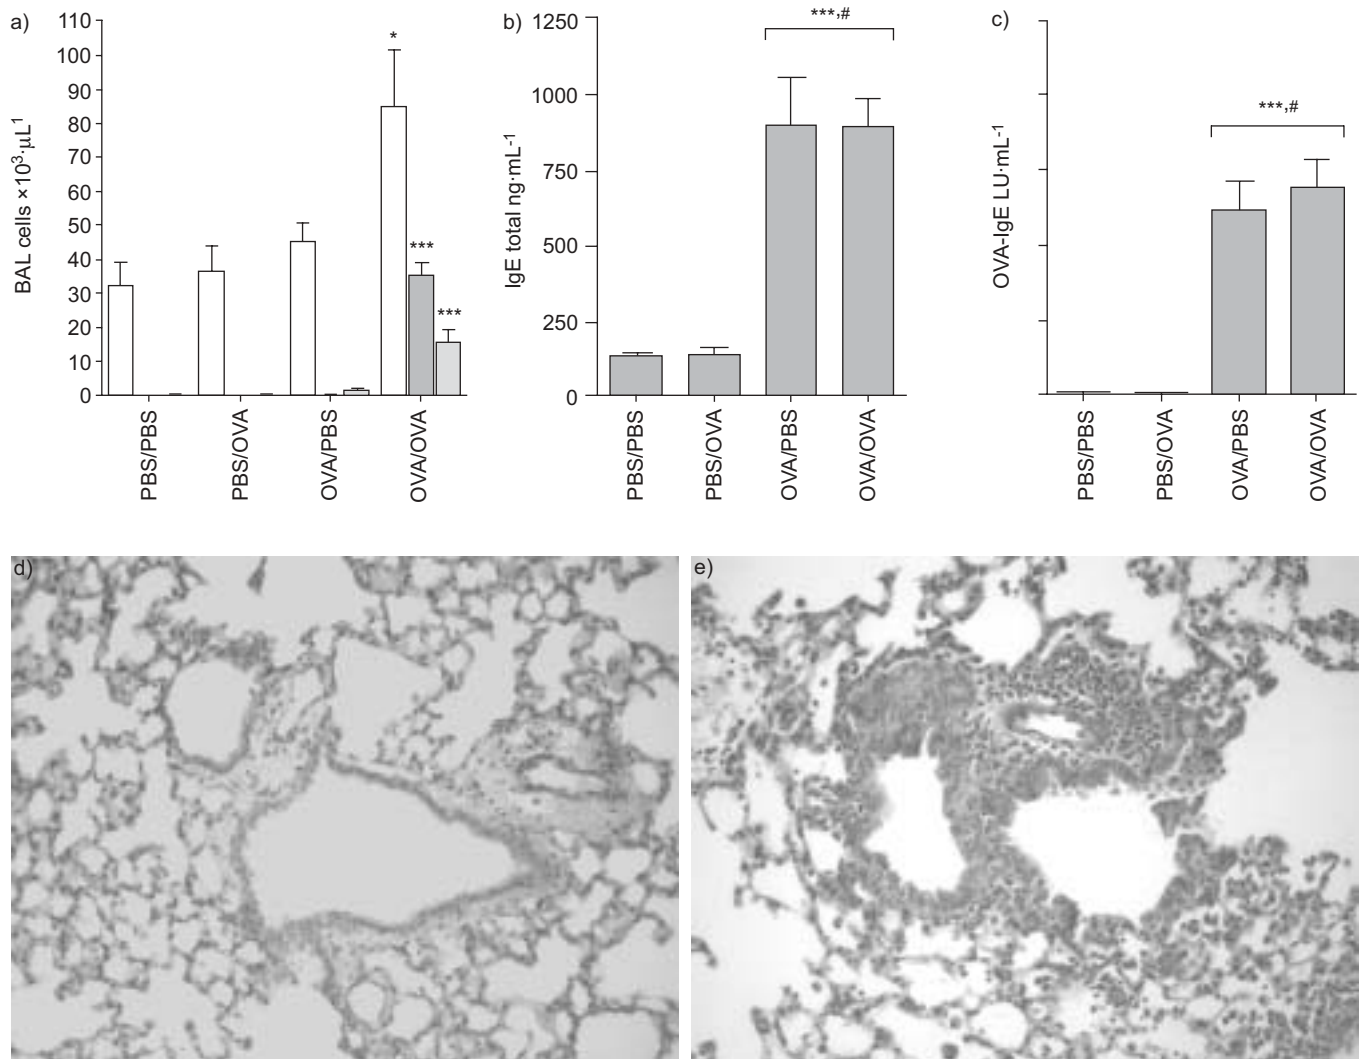 a)
BAL cells ×10³·µL¹
110
100
90
80
70
60
50
40
30
20
10
0
*
***
***
PBS/PBS
PBS/OVA
OVA/PBS
OVA/OVA
b)
IgE total ng·mL⁻¹
1250
1000
750
500
250
0
***,#
PBS/PBS
PBS/OVA
OVA/PBS
OVA/OVA
c)
OVA-IgE LU·mL⁻¹
***,#
PBS/PBS
PBS/OVA
OVA/PBS
OVA/OVA
d)
e)